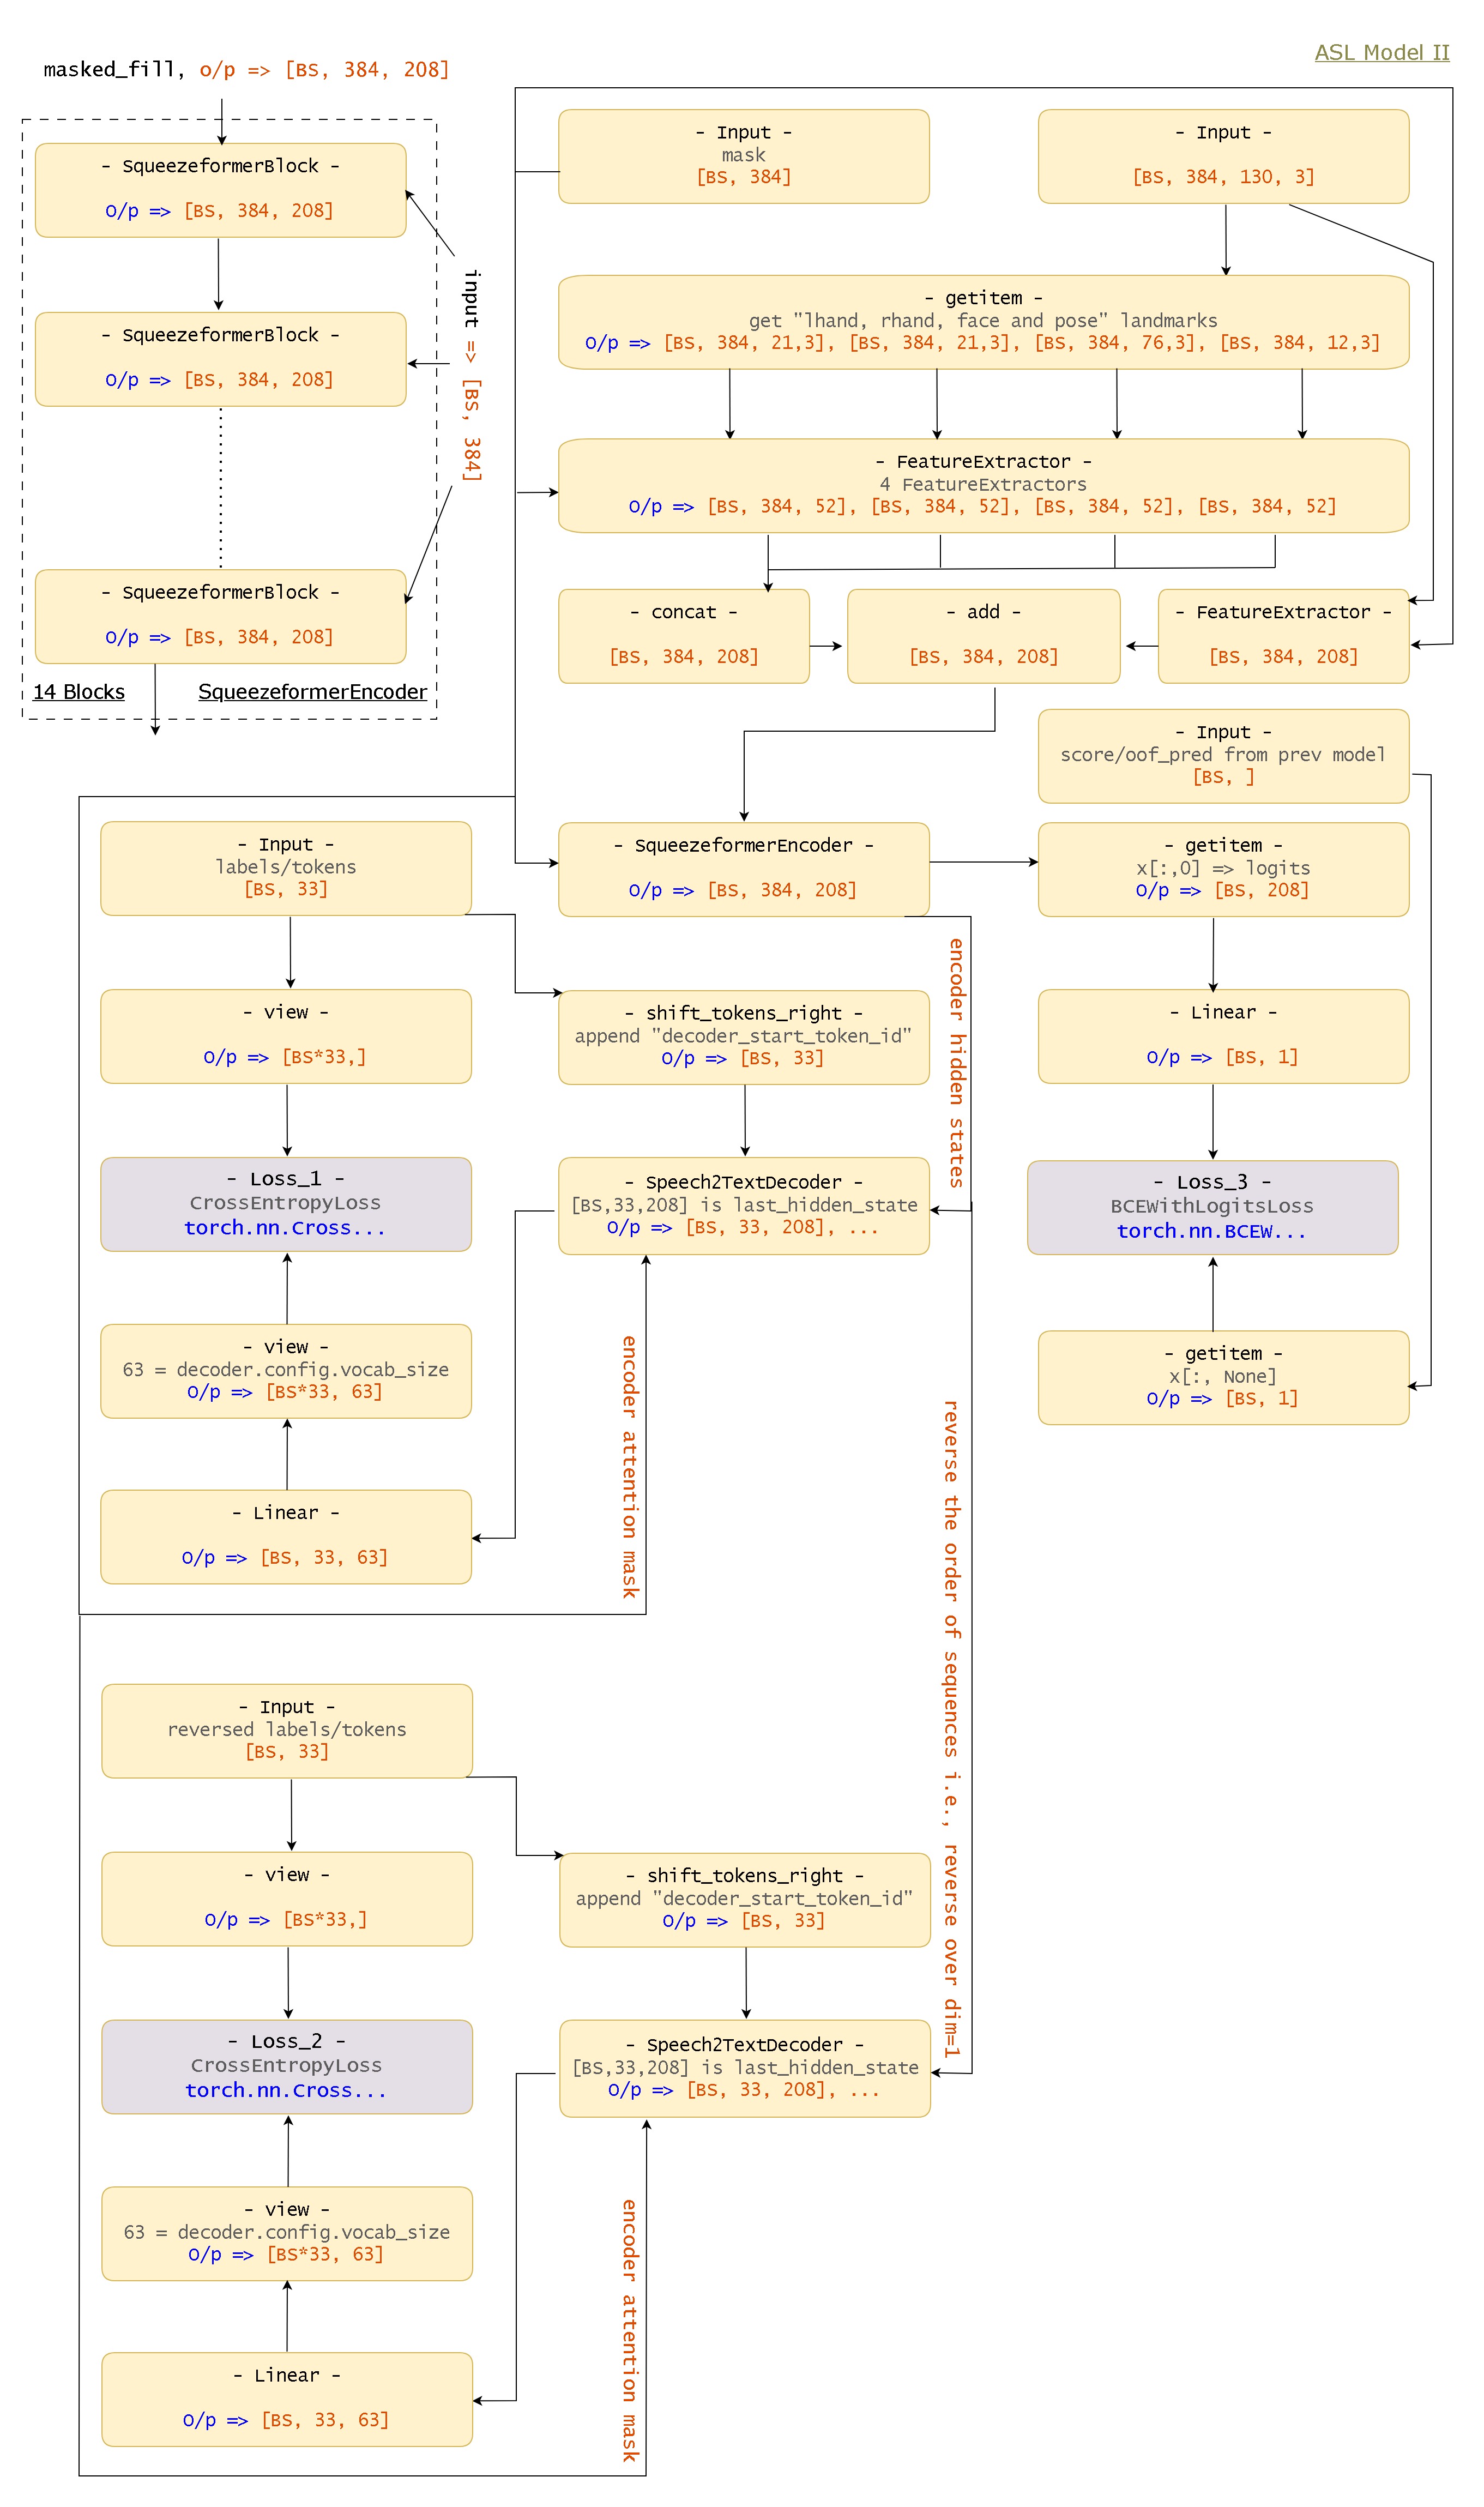 ASL Model II
masked_fill, o/p => [BS, 384, 208]
- SqueezeformerBlock -
O/p => [BS, 384, 208]
- SqueezeformerBlock -
O/p => [BS, 384, 208]
- SqueezeformerBlock -
O/p => [BS, 384, 208]
14 Blocks
SqueezeformerEncoder
input => [BS, 384]
- Input -
mask
[BS, 384]
- Input -
[BS, 384, 130, 3]
- getitem -
get "lhand, rhand, face and pose" landmarks
O/p => [BS, 384, 21,3], [BS, 384, 21,3], [BS, 384, 76,3], [BS, 384, 12,3]
- FeatureExtractor -
4 FeatureExtractors
O/p => [BS, 384, 52], [BS, 384, 52], [BS, 384, 52], [BS, 384, 52]
- concat -
[BS, 384, 208]
- add -
[BS, 384, 208]
- FeatureExtractor -
[BS, 384, 208]
- Input -
score/oof_pred from prev model
[BS, ]
- Input -
labels/tokens
[BS, 33]
- SqueezeformerEncoder -
O/p => [BS, 384, 208]
- getitem -
x[:,0] => logits
O/p => [BS, 208]
encoder hidden states
- view -
O/p => [BS*33,]
- shift_tokens_right -
append "decoder_start_token_id"
O/p => [BS, 33]
- Linear -
O/p => [BS, 1]
- Loss_1 -
CrossEntropyLoss
torch.nn.Cross...
- Speech2TextDecoder -
[BS,33,208] is last_hidden_state
O/p => [BS, 33, 208], ...
- Loss_3 -
BCEWithLogitsLoss
torch.nn.BCEW...
- view -
63 = decoder.config.vocab_size
O/p => [BS*33, 63]
encoder attention mask
- getitem -
x[:, None]
O/p => [BS, 1]
reverse the order of sequences i.e., reverse over dim=1
- Linear -
O/p => [BS, 33, 63]
- Input -
reversed labels/tokens
[BS, 33]
- view -
O/p => [BS*33,]
- shift_tokens_right -
append "decoder_start_token_id"
O/p => [BS, 33]
- Loss_2 -
CrossEntropyLoss
torch.nn.Cross...
- Speech2TextDecoder -
[BS,33,208] is last_hidden_state
O/p => [BS, 33, 208], ...
- view -
63 = decoder.config.vocab_size
O/p => [BS*33, 63]
encoder attention mask
- Linear -
O/p => [BS, 33, 63]